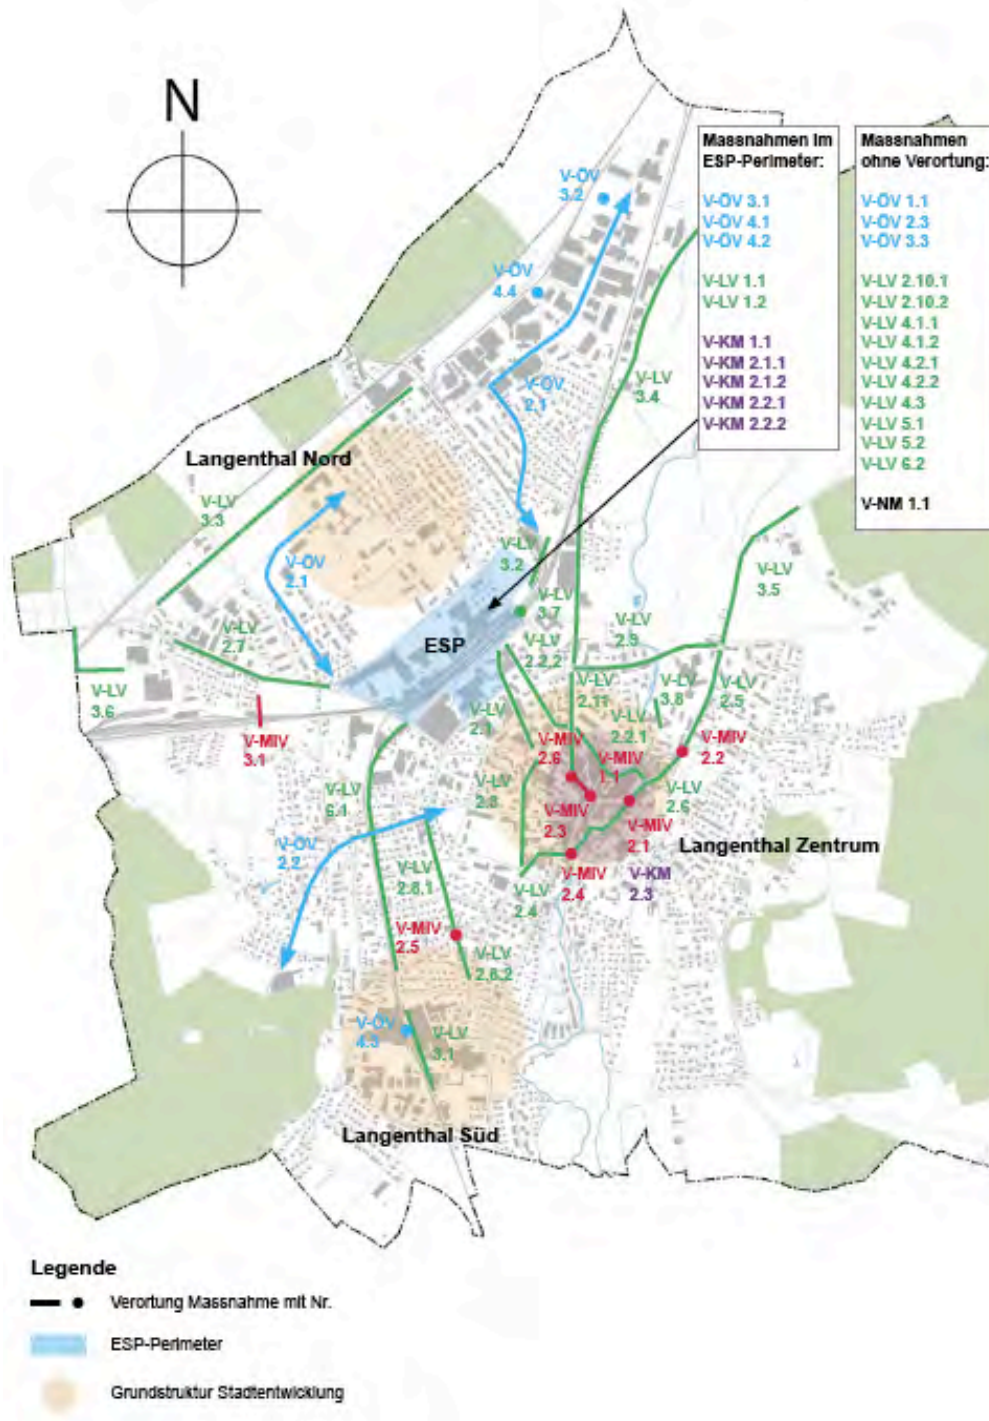 N
Massnahmen im
ESP-Perimeter:
V-ÖV 3.1
V-ÖV 4.1
V-ÖV 4.2
V-LV 1.1
V-LV 1.2
V-KM 1.1
V-KM 2.1.1
V-KM 2.1.2
V-KM 2.2.1
V-KM 2.2.2
Massnahmen
ohne Verortung:
V-ÖV 1.1
V-ÖV 2.3
V-ÖV 3.3
V-LV 2.10.1
V-LV 2.10.2
V-LV 4.1.1
V-LV 4.1.2
V-LV 4.2.1
V-LV 4.2.2
V-LV 4.3
V-LV 5.1
V-LV 5.2
V-LV 6.2
V-NM 1.1
V-ÖV
3.2
V-ÖV
4.4
V-ÖV
2.1
V-LV
3.4
Langenthal Nord
V-LV
3.3
V-ÖV
2.1
V-LV
3.2
V-LV
3.5
V-LV
3.7
ESP
V-LV
2.7
V-LV
2.2.2
V-LV
2.9
V-LV
3.6
V-MIV
3.1
V-LV
2.1
V-LV
2.11
V-LV
2.2.1
V-LV
3.8
V-LV
2.5
V-MIV
2.6
V-MIV
1.1
V-MIV
2.2
V-LV
6.1
V-LV
2.3
V-MIV
2.3
V-LV
2.6
V-MIV
2.1
Langenthal Zentrum
V-ÖV
2.2
V-LV
2.8.1
V-LV
2.4
V-MIV
2.4
V-KM
2.3
V-MIV
2.5
V-LV
2.8.2
V-ÖV
4.3
V-LV
3.1
Langenthal Süd
Legende
Verortung Massnahme mit Nr.
ESP-Perimeter
Grundstruktur Stadtentwicklung